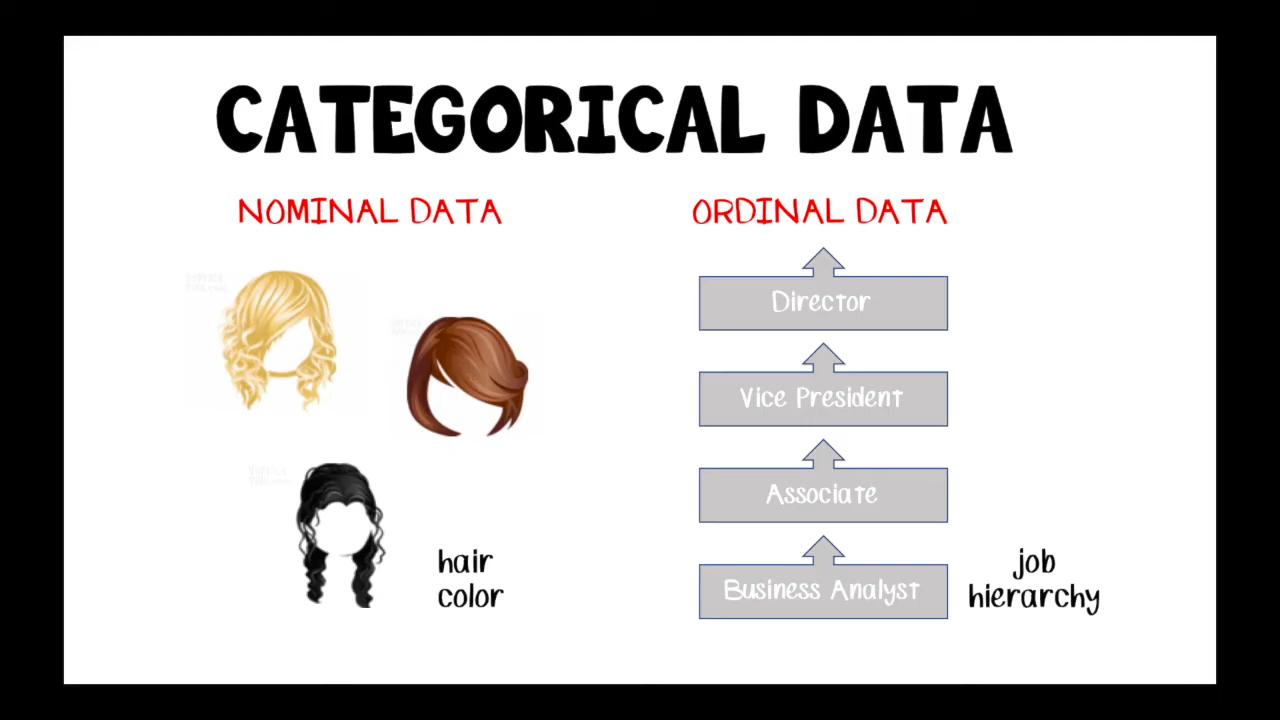 CATEGORICAL DATA
NOMINAL DATA
hair
color
ORDINAL DATA
Director
Vice President
Associate
Business Analyst
job
hierarchy